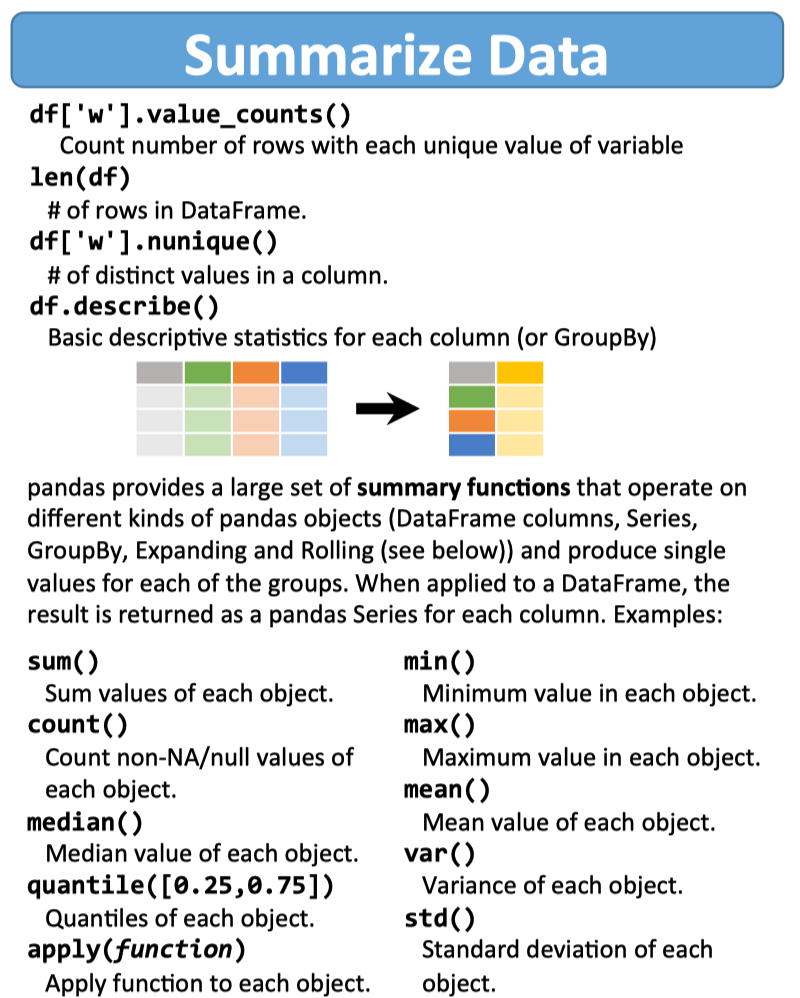 Summarize Data
df['w'].value_counts()
Count number of rows with each unique value of variable
len(df)
# of rows in DataFrame.
df['w'].nunique()
# of distinct values in a column.
df.describe()
Basic descriptive statistics for each column (or GroupBy)
pandas provides a large set of summary functions that operate on
different kinds of pandas objects (DataFrame columns, Series,
GroupBy, Expanding and Rolling (see below)) and produce single
values for each of the groups. When applied to a DataFrame, the
result is returned as a pandas Series for each column. Examples:
sum()
Sum values of each object.
count()
Count non-NA/null values of
each object.
median()
Median value of each object.
quantile([0.25,0.75])
Quantiles of each object.
apply(function)
Apply function to each object.
min()
Minimum value in each object.
max()
Maximum value in each object.
mean()
Mean value of each object.
var()
Variance of each object.
std()
Standard deviation of each
object.